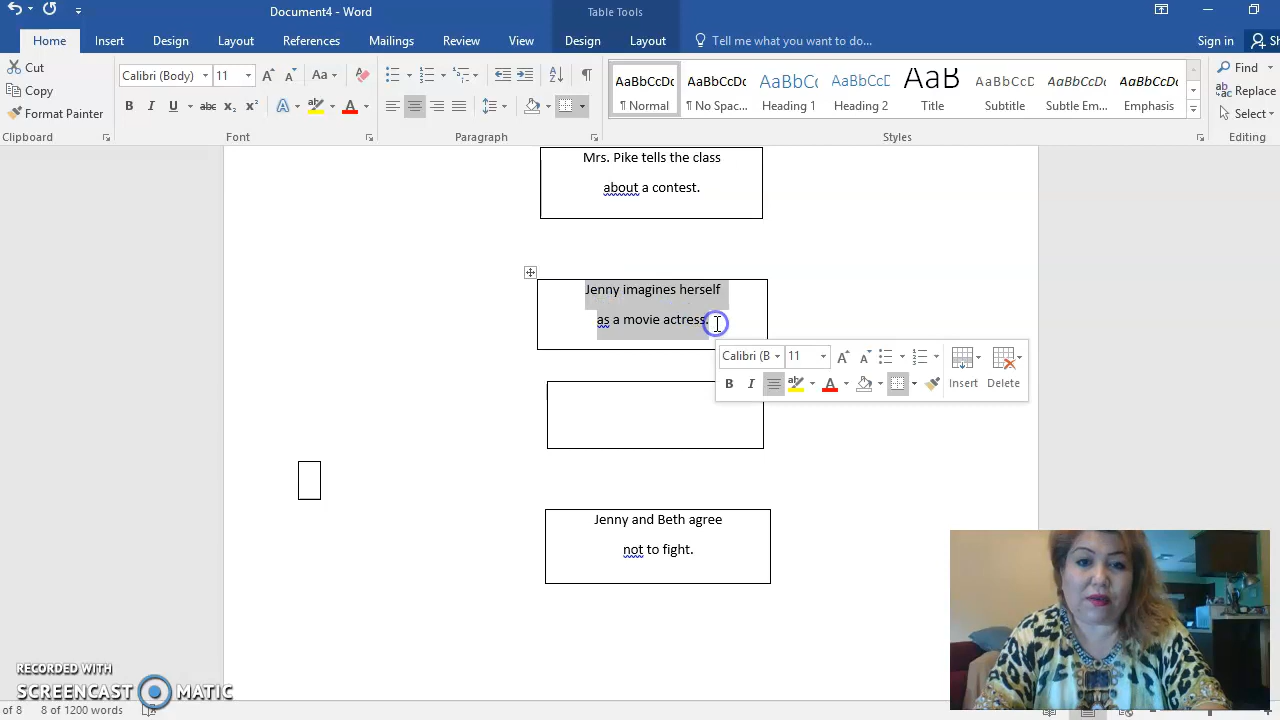 Document4 - Word
Table Tools
Home Insert Design Layout References Mailings Review View Design Layout Tell me what you want to do... Sign in
Cut
Copy
Format Painter
Clipboard
Calibri (Body) 11
Font
Paragraph
AaBbCcDc AaBbCcDc AaBbCc AaBbCcD AaB AaBbCcD AaBbCcDc AaBbCcDc
¶ Normal ¶ No Spac... Heading 1 Heading 2 Title Subtitle Subtle Em... Emphasis
Styles
Find
Replace
Select
Editing
Mrs. Pike tells the class
about a contest.
Jenny imagines herself
as a movie actress.
Calibri (B 11
Insert Delete
Jenny and Beth agree
not to fight.
RECORDED WITH
SCREENCAST MATIC
of 8 8 of 1200 words